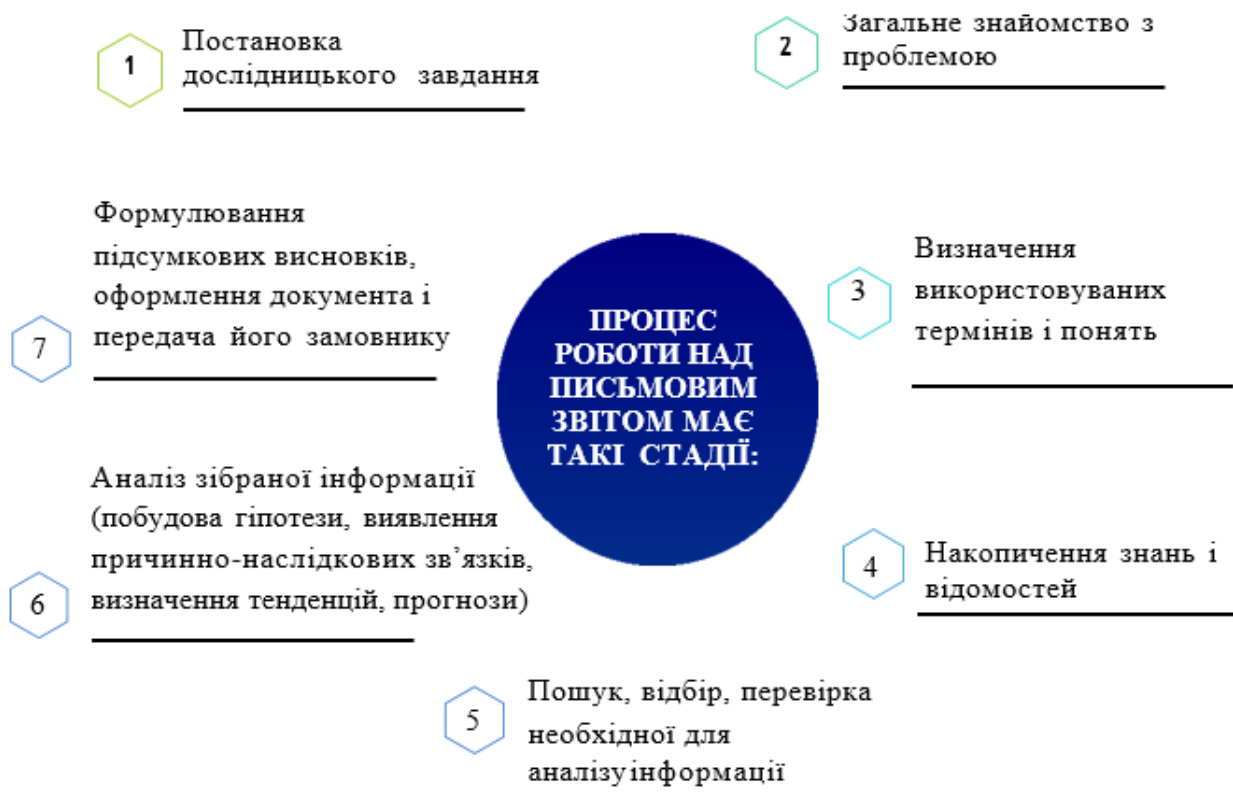 1
Постановка
дослідницького завдання
2
Загальне знайомство з
проблемою
ПРОЦЕС
РОБОТИ НАД
ПИСЬМОВИМ
ЗВІТОМ МАЄ
ТАКІ СТАДІЇ:
3
Визначення
використовуваних
термінів і понять
4
Накопичення знань і
відомостей
5
Пошук, відбір, перевірка
необхідної для
аналізуінформації
6
Аналіз зібраної інформації
(побудова гіпотези, виявлення
причинно-наслідкових зв’язків,
визначення тенденцій, прогнози)
7
Формулювання
підсумкових висновків,
оформлення документа і
передача його замовнику